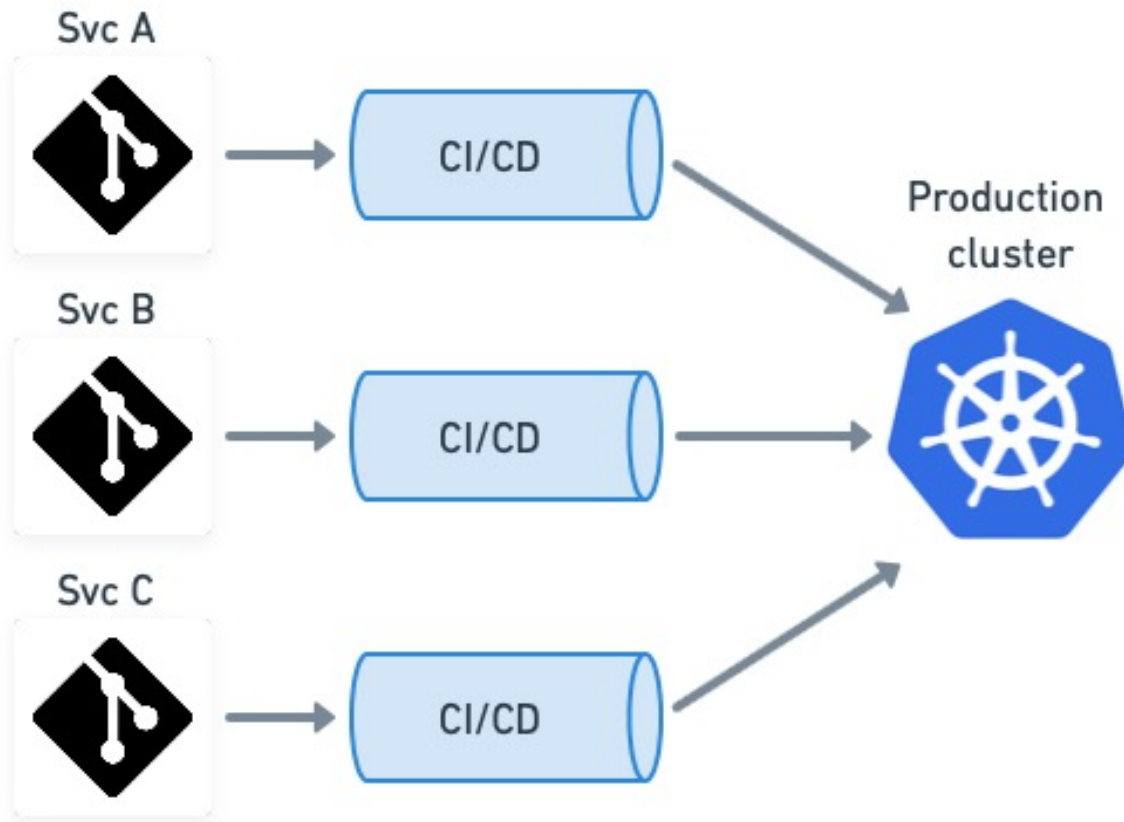 Svc A
CI/CD
Production
cluster
Svc B
CI/CD
Svc C
CI/CD